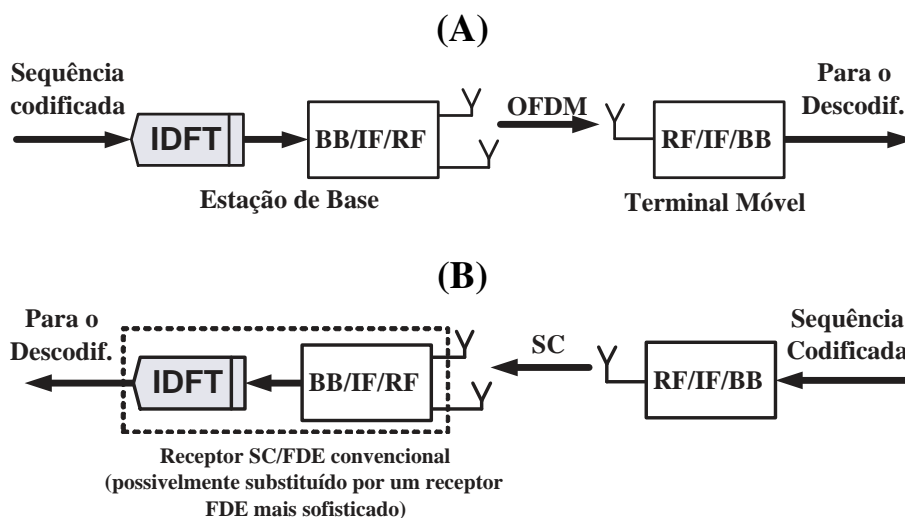 (A)
Sequência
codificada
IDFT
BB/IF/RF
OFDM
RF/IF/BB
Para o
Descodif.
Estação de Base
Terminal Móvel
(B)
Para o
Descodif.
IDFT
BB/IF/RF
SC
RF/IF/BB
Sequência
Codificada
Receptor SC/FDE convencional
(possivelmente substituído por um receptor
FDE mais sofisticado)